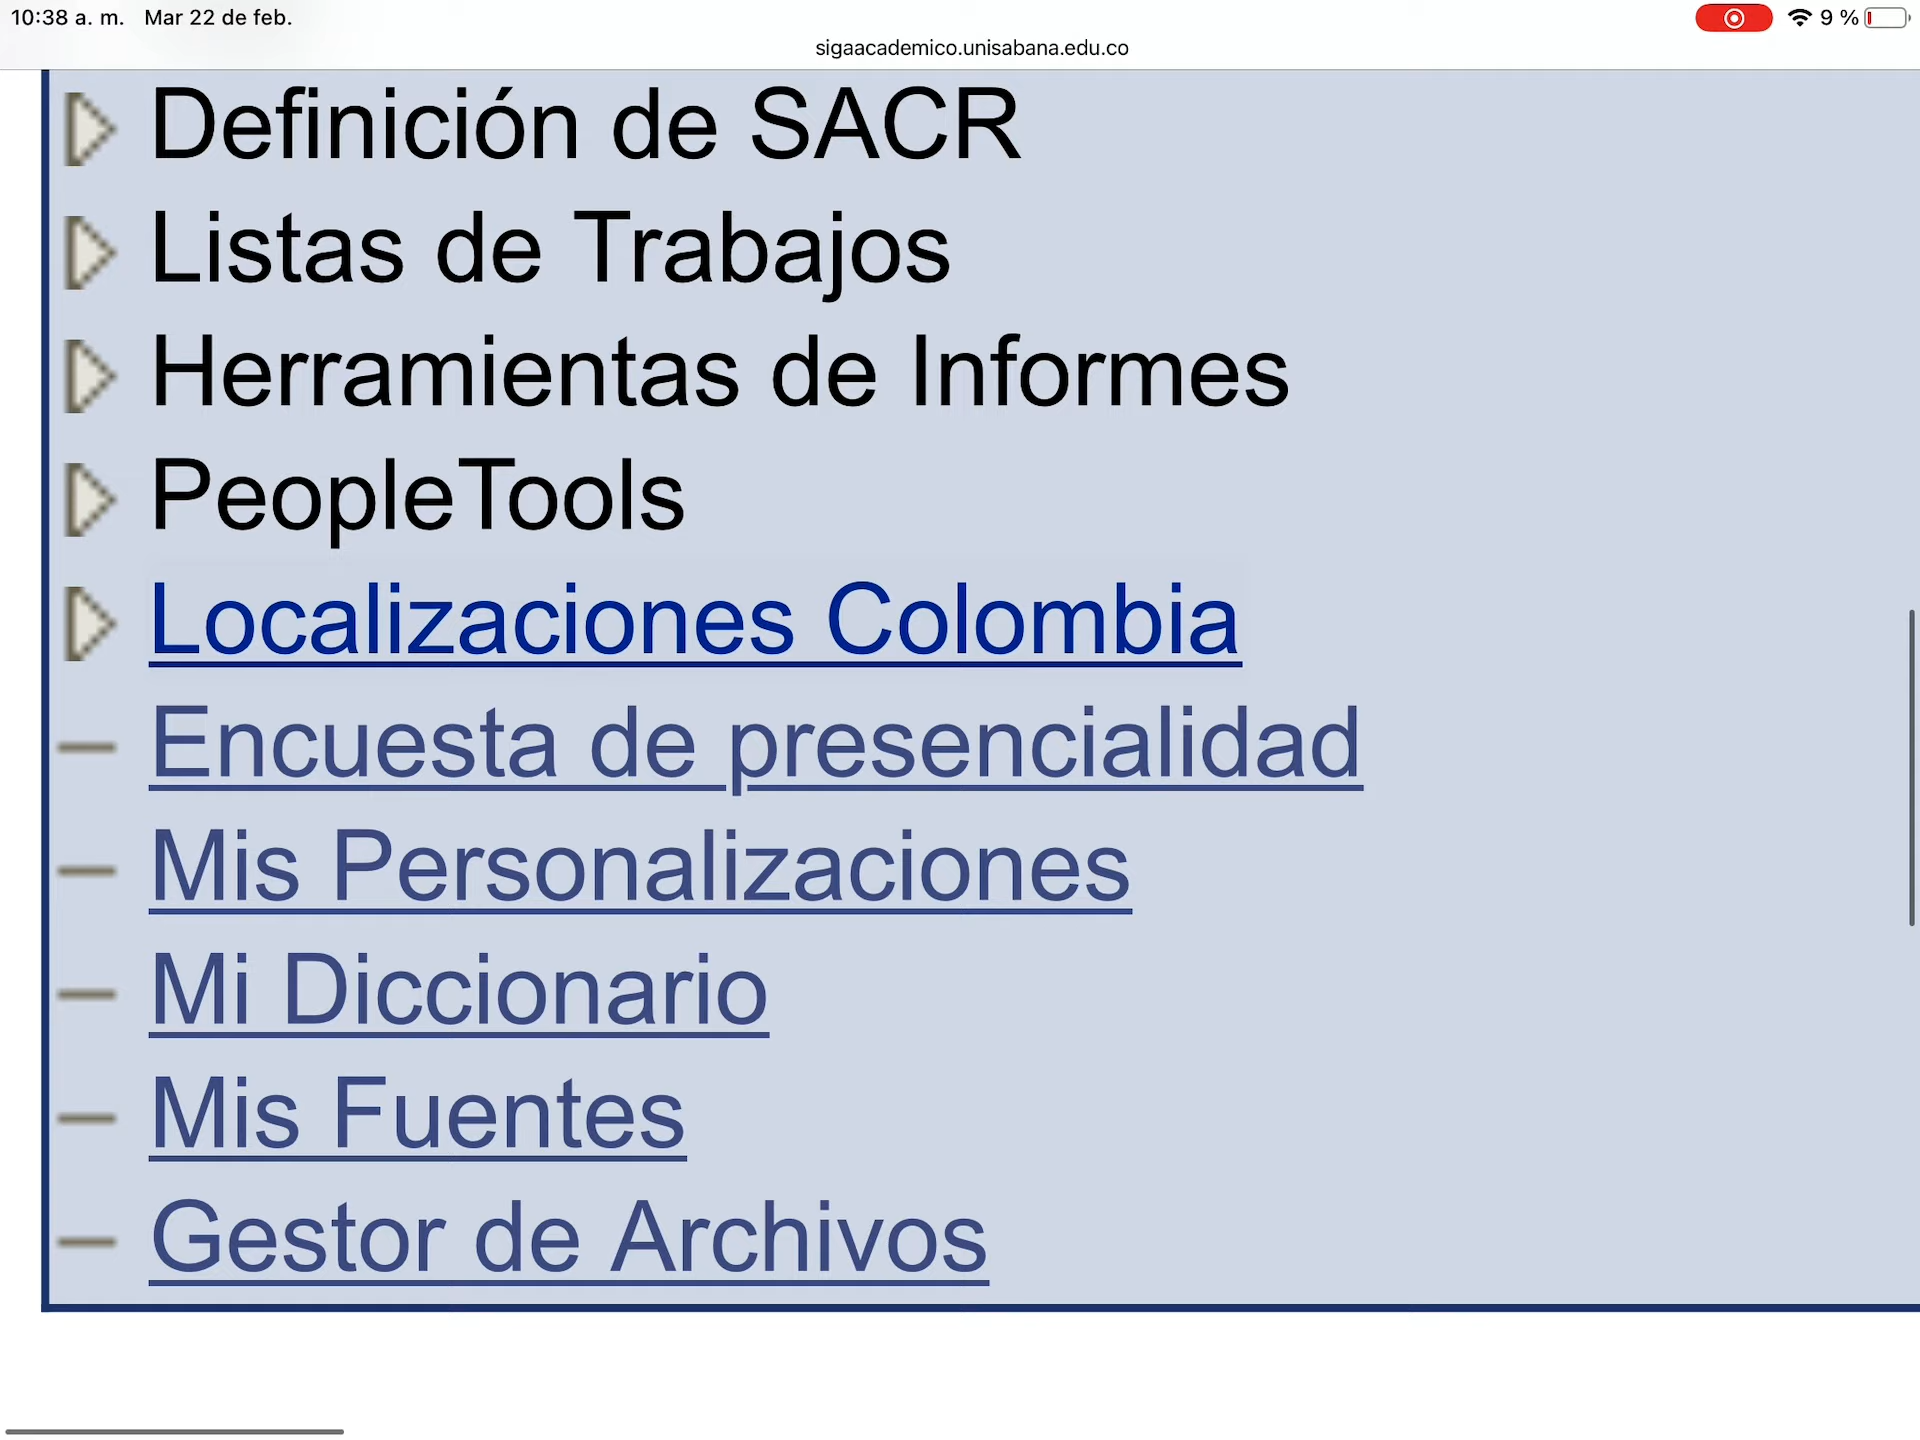 10:38 a. m. Mar 22 de feb. 9 %
sigaacademico.unisabana.edu.co
Definición de SACR
Listas de Trabajos
Herramientas de Informes
PeopleTools
Localizaciones Colombia
Encuesta de presencialidad
Mis Personalizaciones
Mi Diccionario
Mis Fuentes
Gestor de Archivos